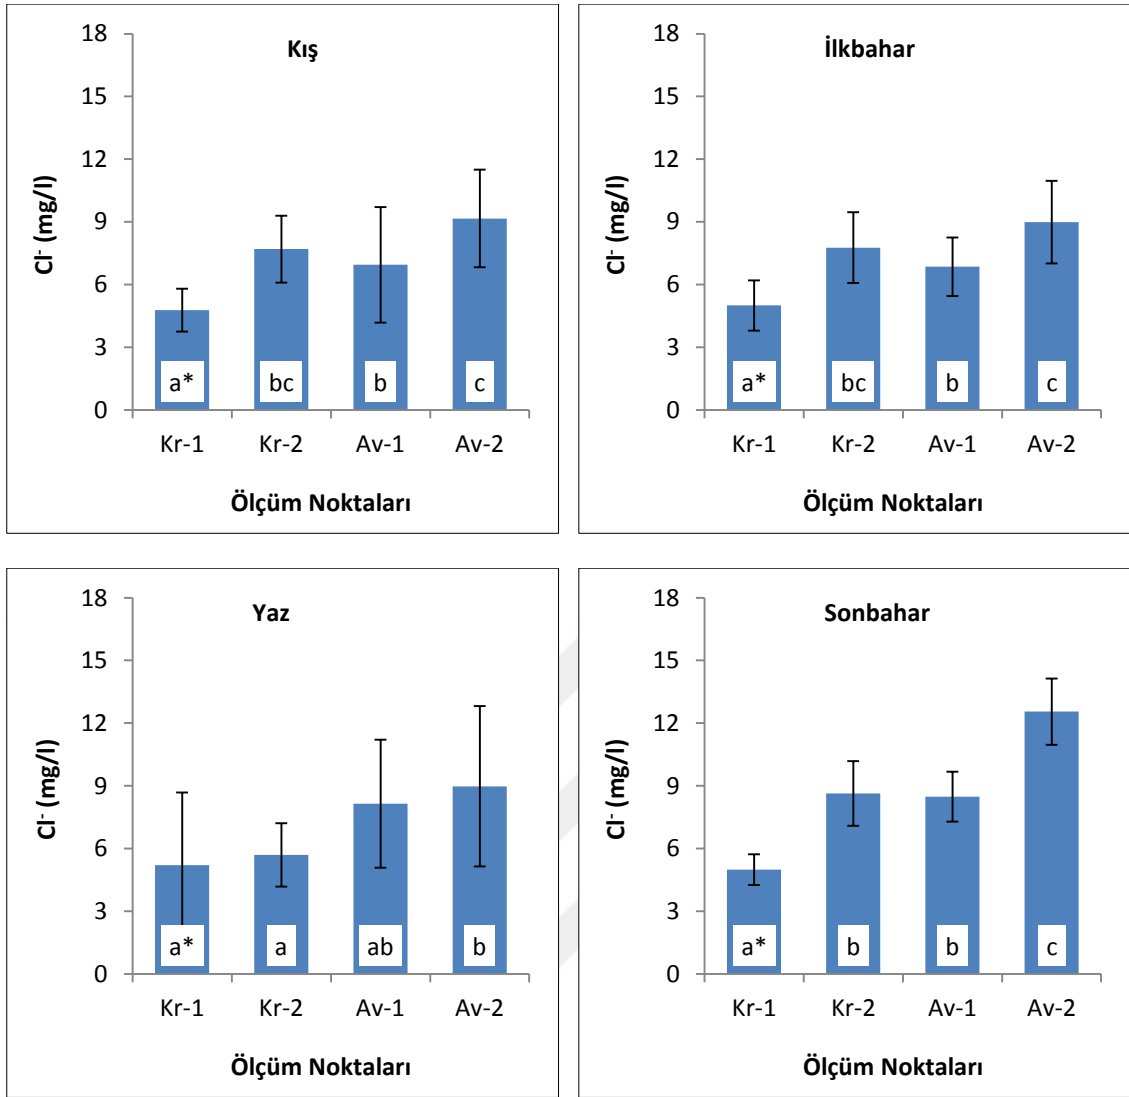 Kış
18
15
12
9
6
3
0
Cl⁻ (mg/l)
a* bc b c
Kr-1 Kr-2 Av-1 Av-2
Ölçüm Noktaları
İlkbahar
18
15
12
9
6
3
0
Cl⁻ (mg/l)
a* bc b c
Kr-1 Kr-2 Av-1 Av-2
Ölçüm Noktaları
Yaz
18
15
12
9
6
3
0
Cl⁻ (mg/l)
a* a ab b
Kr-1 Kr-2 Av-1 Av-2
Ölçüm Noktaları
Sonbahar
18
15
12
9
6
3
0
Cl⁻ (mg/l)
a* b b c
Kr-1 Kr-2 Av-1 Av-2
Ölçüm Noktaları